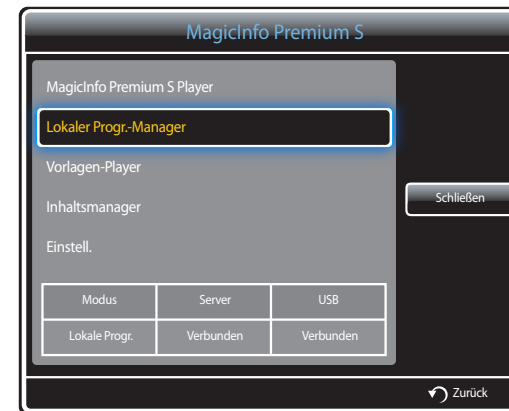 MagicInfo Premium S
MagicInfo Premium S Player
Lokaler Progr.-Manager
Vorlagen-Player
Inhaltsmanager
Einstell.
Schließen
Modus Server USB
Lokale Progr. Verbunden Verbunden
Zurück